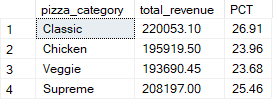 pizza_category total_revenue PCT
1 Classic 220053.10 26.91
2 Chicken 195919.50 23.96
3 Veggie 193690.45 23.68
4 Supreme 208197.00 25.46